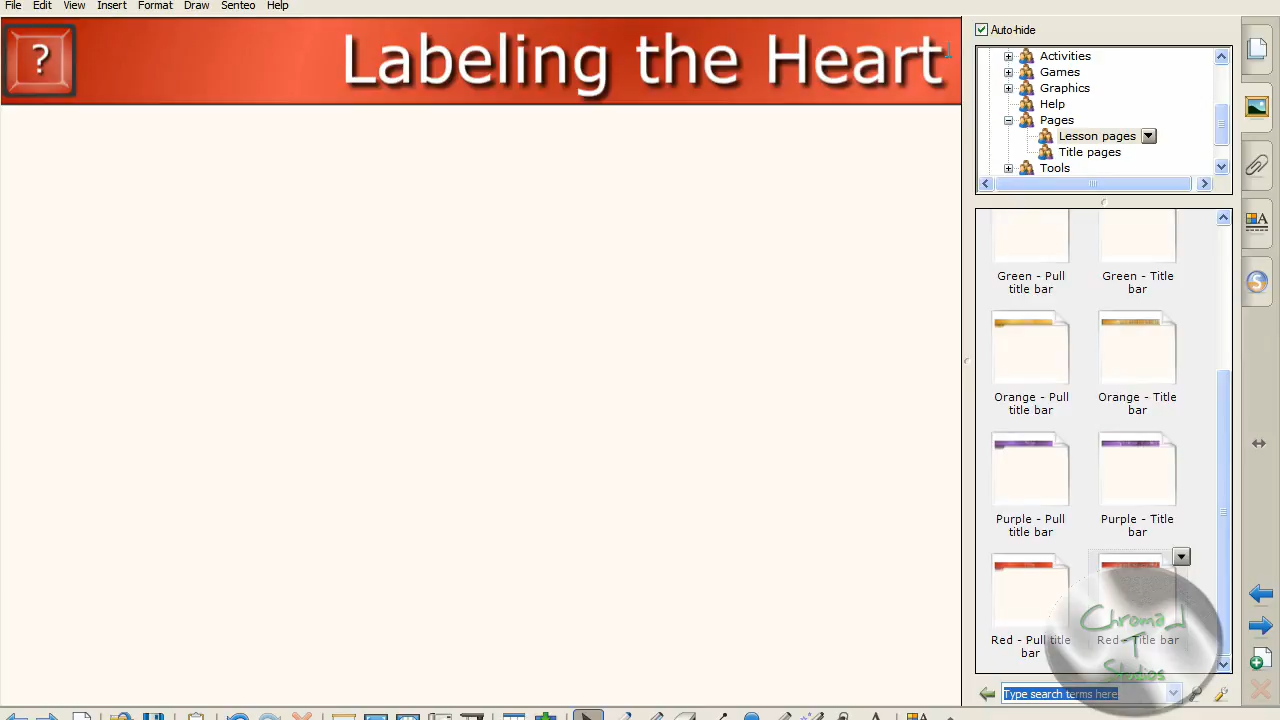 File Edit View Insert Format Draw Senteo Help
?
Labeling the Heart
Auto-hide
Activities
Games
Graphics
Help
Pages
Lesson pages
Title pages
Tools
Green - Pull
title bar
Green - Title
bar
Orange - Pull
title bar
Orange - Title
bar
Purple - Pull
title bar
Purple - Title
bar
Red - Pull title
bar
Red - Title bar
Chroma
T
Studios
Type search terms here